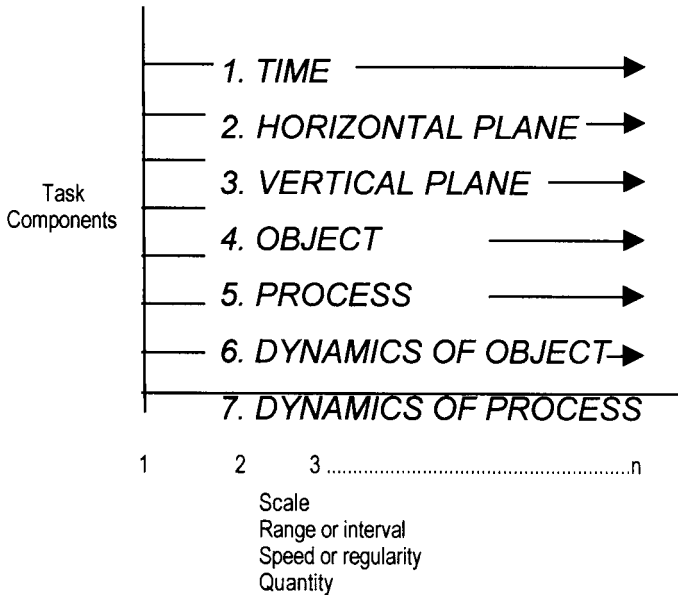 1. TIME
2. HORIZONTAL PLANE
3. VERTICAL PLANE
Task
Components
4. OBJECT
5. PROCESS
6. DYNAMICS OF OBJECT
7. DYNAMICS OF PROCESS
1 2 3 ..................................................n
Scale
Range or interval
Speed or regularity
Quantity